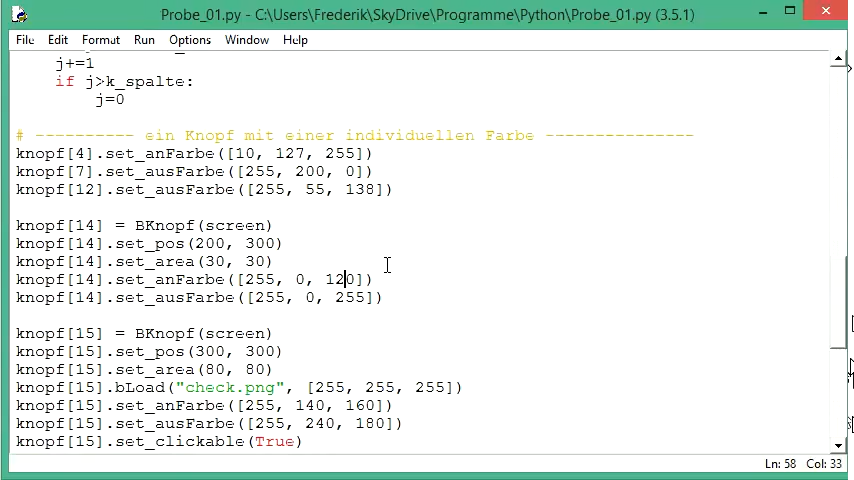 Probe_01.py - C:\Users\Frederik\SkyDrive\Programme\Python\Probe_01.py (3.5.1)
File Edit Format Run Options Window Help
j+=1
if j>k_spalte:
j=0
# ---------- ein Knopf mit einer individuellen Farbe ---------------
knopf[4].set_anFarbe([10, 127, 255])
knopf[7].set_ausFarbe([255, 200, 0])
knopf[12].set_ausFarbe([255, 55, 138])
knopf[14] = BKnopf(screen)
knopf[14].set_pos(200, 300)
knopf[14].set_area(30, 30)
knopf[14].set_anFarbe([255, 0, 120])
knopf[14].set_ausFarbe([255, 0, 255])
knopf[15] = BKnopf(screen)
knopf[15].set_pos(300, 300)
knopf[15].set_area(80, 80)
knopf[15].bLoad("check.png", [255, 255, 255])
knopf[15].set_anFarbe([255, 140, 160])
knopf[15].set_ausFarbe([255, 240, 180])
knopf[15].set_clickable(True)
Ln: 58 Col: 33